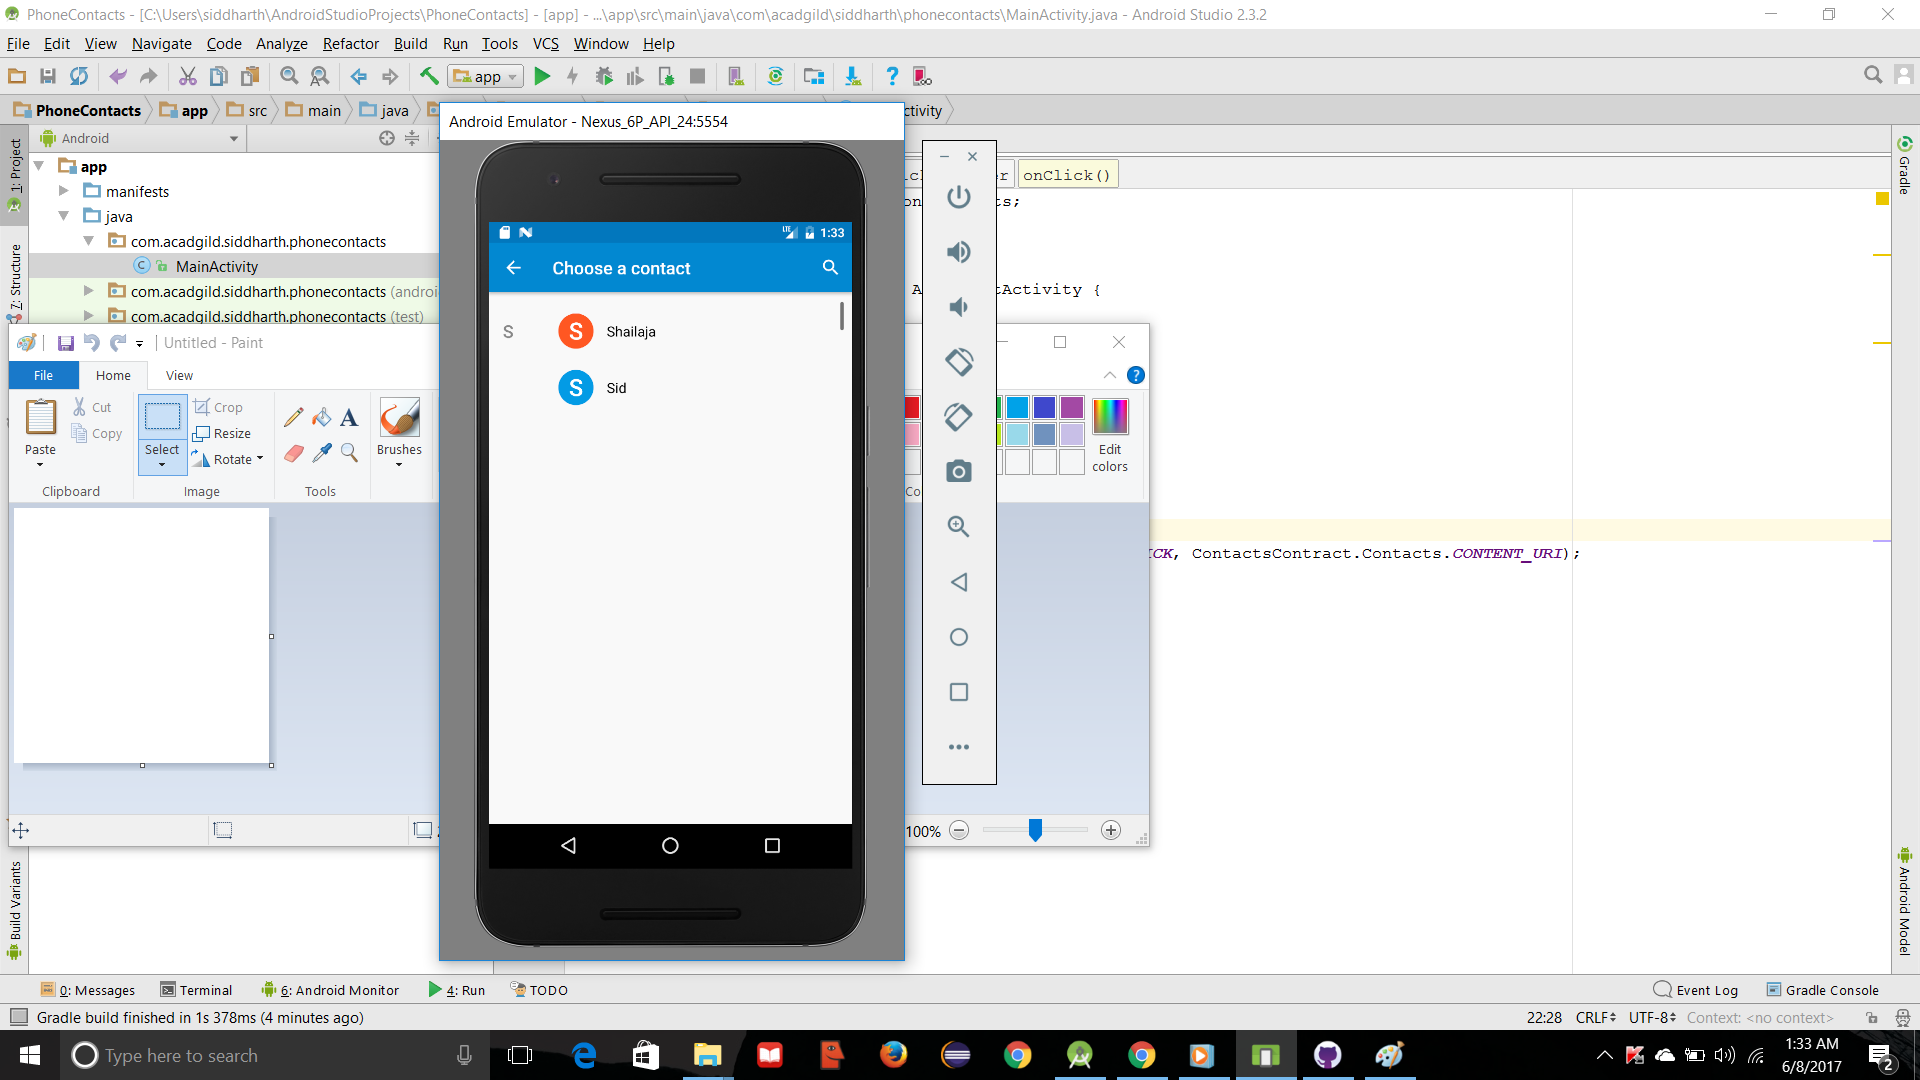 PhoneContacts - [C:\Users\siddharth\AndroidStudioProjects\PhoneContacts] - [app] - ...\app\src\main\java\com\acadgild\siddharth\phonecontacts\MainActivity.java - Android Studio 2.3.2
File Edit View Navigate Code Analyze Refactor Build Run Tools VCS Window Help
app
PhoneContacts app src main java ctivity
Android Emulator - Nexus_6P_API_24:5554
Android
1: Project
7: Structure
Build Variants
app
manifests
java
com.acadgild.siddharth.phonecontacts
MainActivity
com.acadgild.siddharth.phonecontacts (androi
com.acadgild.siddharth.phonecontacts (test)
onClick()
tActivity {
ICK, ContactsContract.Contacts.CONTENT_URI);
Gradle
Android Model
LTE 1:33
Choose a contact
S S Shailaja
S Sid
Untitled - Paint
File Home View
Paste
Cut
Copy
Clipboard
Select
Crop
Resize
Rotate
Image
A
Tools
Brushes
Edit colors
Co
100%
0: Messages Terminal 6: Android Monitor 4: Run TODO Event Log Gradle Console
Gradle build finished in 1s 378ms (4 minutes ago) 22:28 CRLF UTF-8 Context: <no context>
Type here to search
1:33 AM
6/8/2017
2